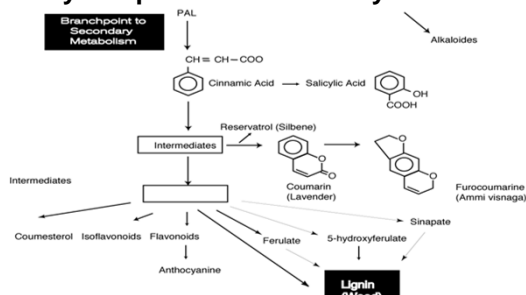 PAL
Branchpoint to
Secondary
Metabolism
Alkaloides
CH = CH–COO
Cinnamic Acid
Salicylic Acid
OH
COOH
Reservatrol (Silbene)
Intermediates
O
O
O
O
O
Coumarin
(Lavender)
Furocoumarine
(Ammi visnaga)
Intermediates
Sinapate
Coumesterol
Isoflavonoids
Flavonoids
Ferulate
5-hydroxyferulate
Anthocyanine
Lignin